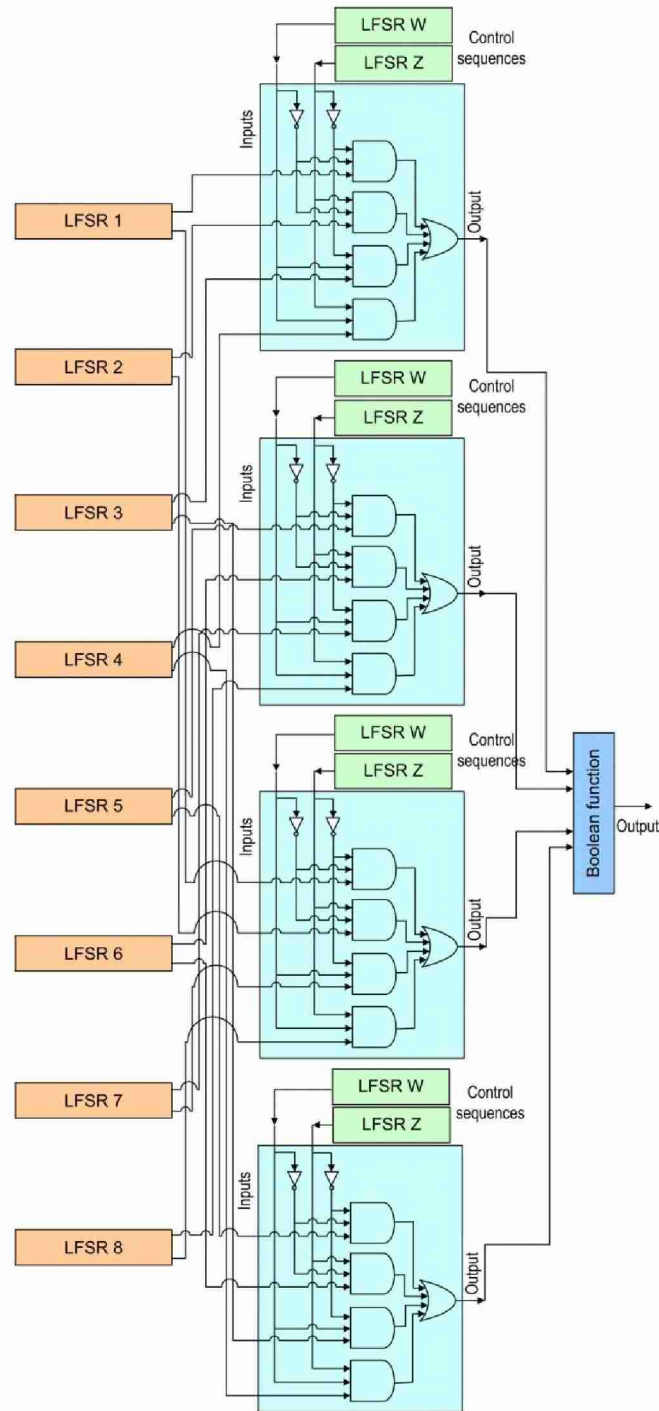 LFSR W
LFSR Z
Control
sequences
Inputs
Output
LFSR 1
LFSR 2
LFSR W
LFSR Z
Control
sequences
Inputs
Output
LFSR 3
LFSR 4
LFSR W
LFSR Z
Control
sequences
Inputs
Output
LFSR 5
LFSR 6
Boolean function
Output
LFSR W
LFSR Z
Control
sequences
Inputs
Output
LFSR 7
LFSR 8